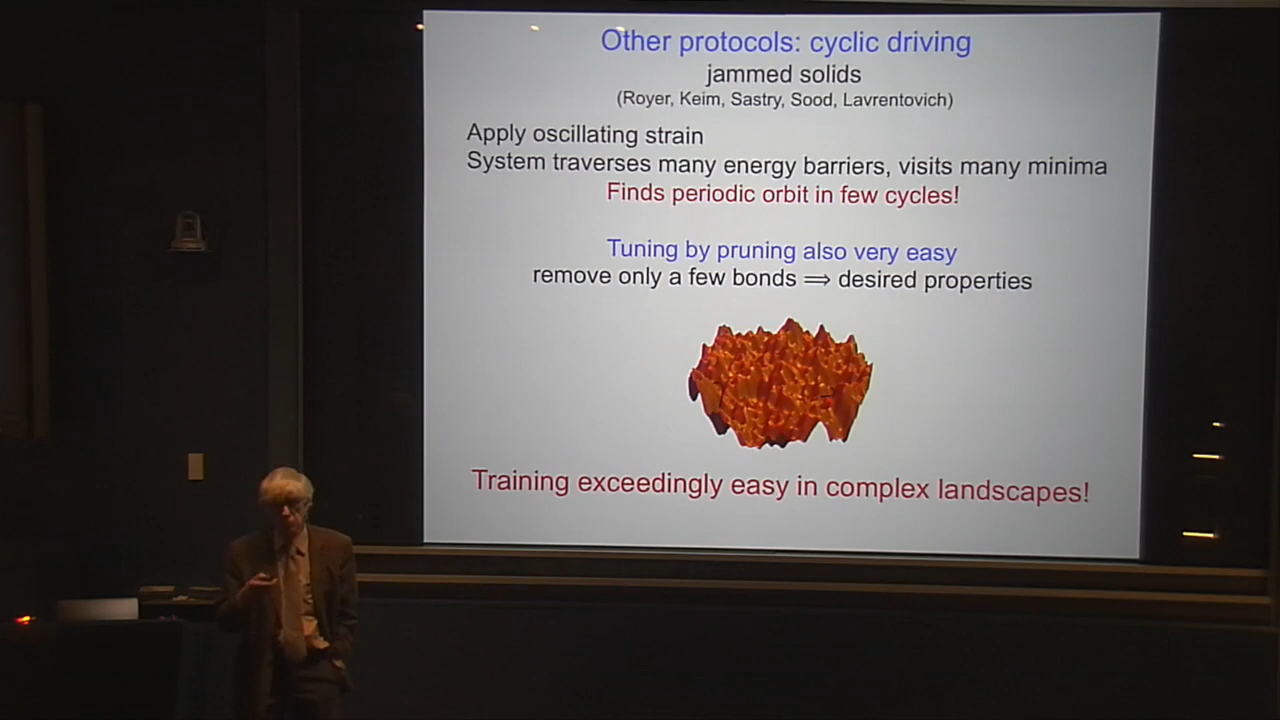 Other protocols: cyclic driving
jammed solids
(Royer, Keim, Sastry, Sood, Lavrentovich)
Apply oscillating strain
System traverses many energy barriers, visits many minima
Finds periodic orbit in few cycles!
Tuning by pruning also very easy
remove only a few bonds ⟹ desired properties
Training exceedingly easy in complex landscapes!